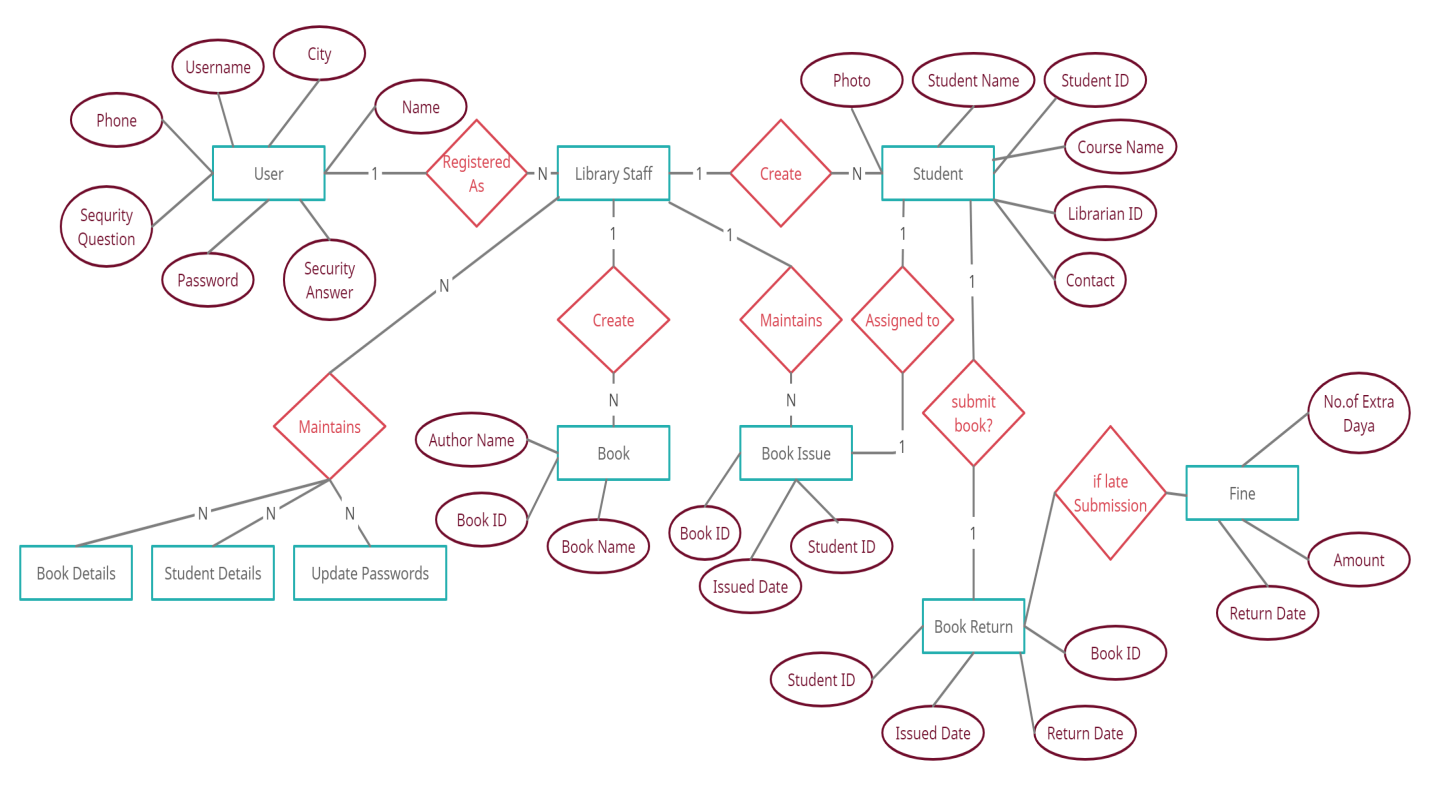 City
Username
Photo
Student Name
Student ID
Name
Phone
Course Name
Registered
As
User
1
N
Library Staff
1
Create
N
Student
Sequrity
Question
Librarian ID
1
1
1
Password
Security
Answer
N
1
Contact
Create
Maintains
Assigned to
N
N
submit
book?
No.of Extra
Daya
Maintains
Author Name
Book
Book Issue
1
if late
Submission
Fine
N
N
N
Book ID
Book Name
Book ID
Student ID
1
Issued Date
Amount
Book Details
Student Details
Update Passwords
Return Date
Book Return
Book ID
Student ID
Issued Date
Return Date